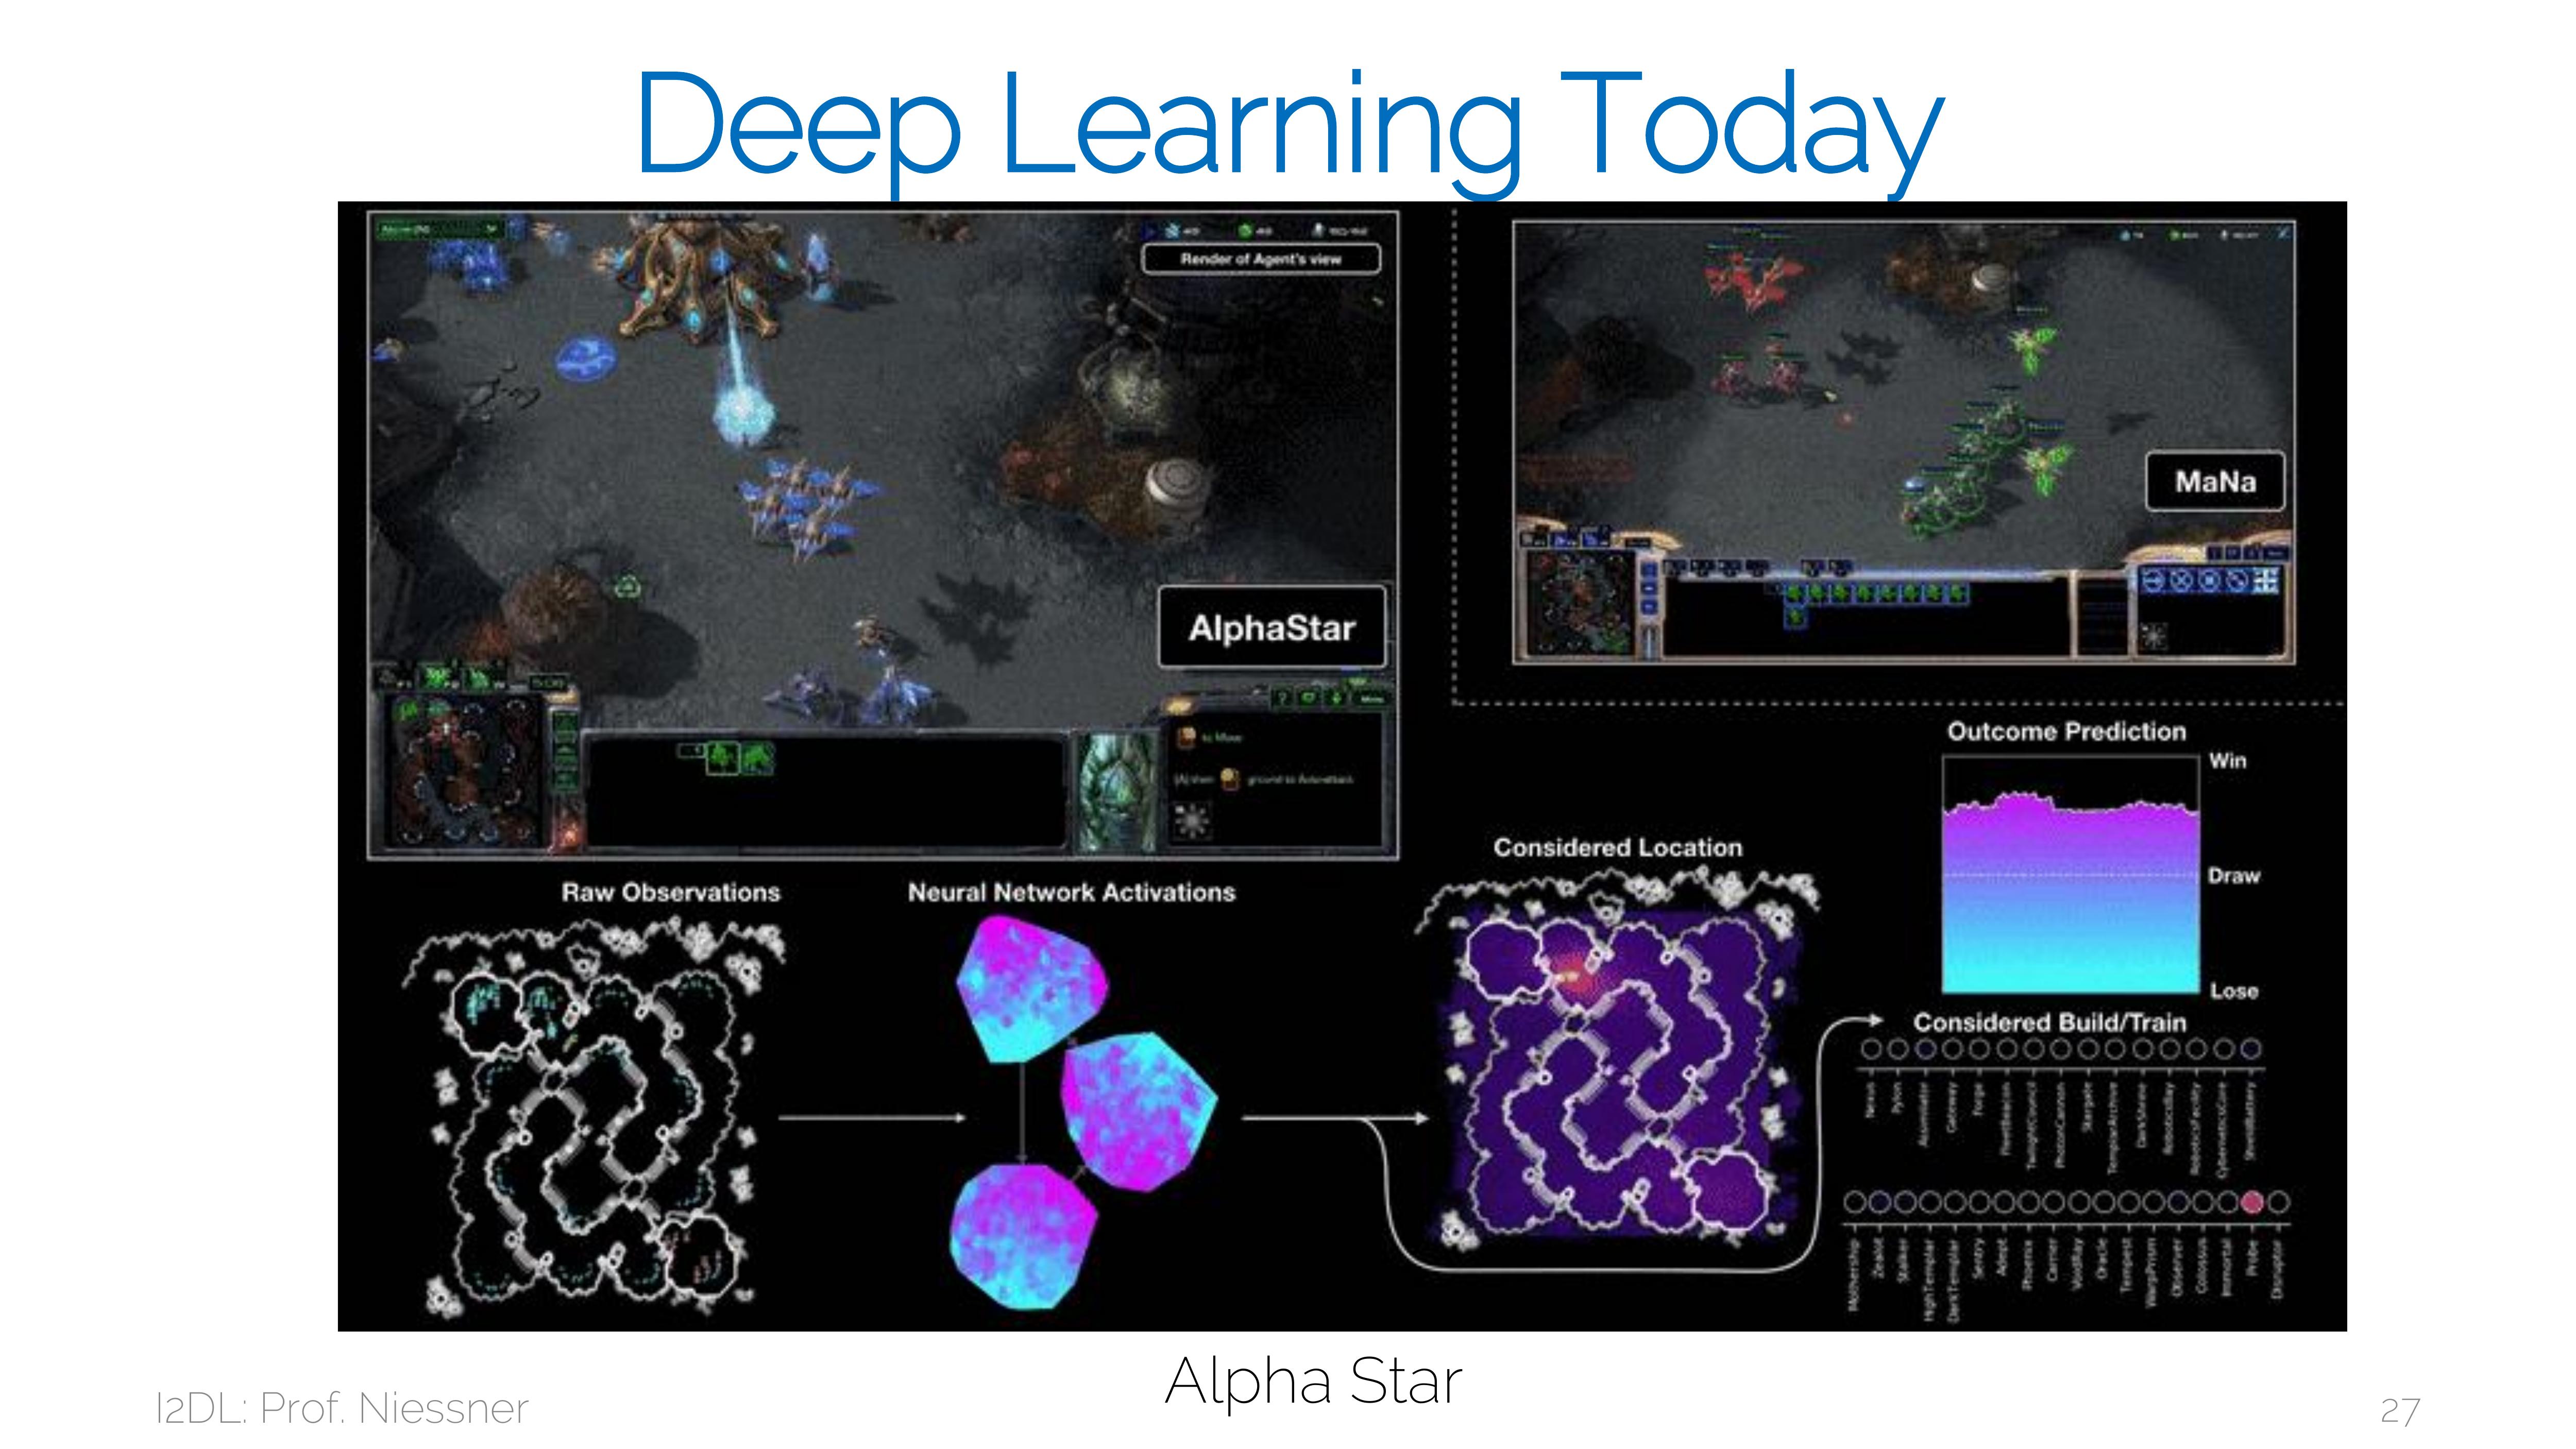 Deep Learning Today
Render of Agent's view
AlphaStar
MaNa
Outcome Prediction
Win
Draw
Lose
Raw Observations
Neural Network Activations
Considered Location
Considered Build/Train
Nexus
Pylon
Assimilator
Gateway
Forge
FleetBeacon
TwilightCouncil
PhotonCannon
Stargate
TemplarArchive
DarkShrine
RoboticsBay
RoboticsFacility
CyberneticsCore
ShieldBattery
Mothership
Zealot
Stalker
HighTemplar
DarkTemplar
Sentry
Adept
Phoenix
Carrier
VoidRay
Oracle
Tempest
WarpPrism
Observer
Colossus
Immortal
Probe
Disruptor
Alpha Star
I2DL: Prof. Niessner
27